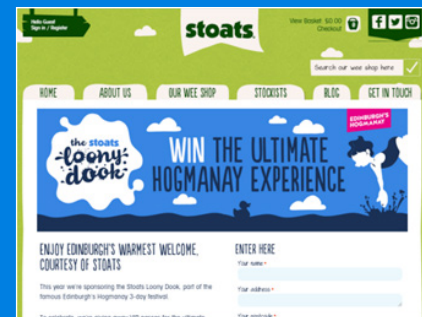 Hello Guest
Sign in / Register
stoats
View Basket £0.00
Checkout
Search our wee shop here
HOME
ABOUT US
OUR WEE SHOP
STOCKISTS
BLOG
GET IN TOUCH
EDINBURGH'S
HOGMANAY
the stoats
loony
dook
WIN THE ULTIMATE
HOGMANAY EXPERIENCE
ENJOY EDINBURGH'S WARMEST WELCOME,
COURTESY OF STOATS
This year we're sponsoring the Stoats Loony Dook, part of the
famous Edinburgh's Hogmanay 3-day festival.
ENTER HERE
Your name *
Your address *
Your postcode *